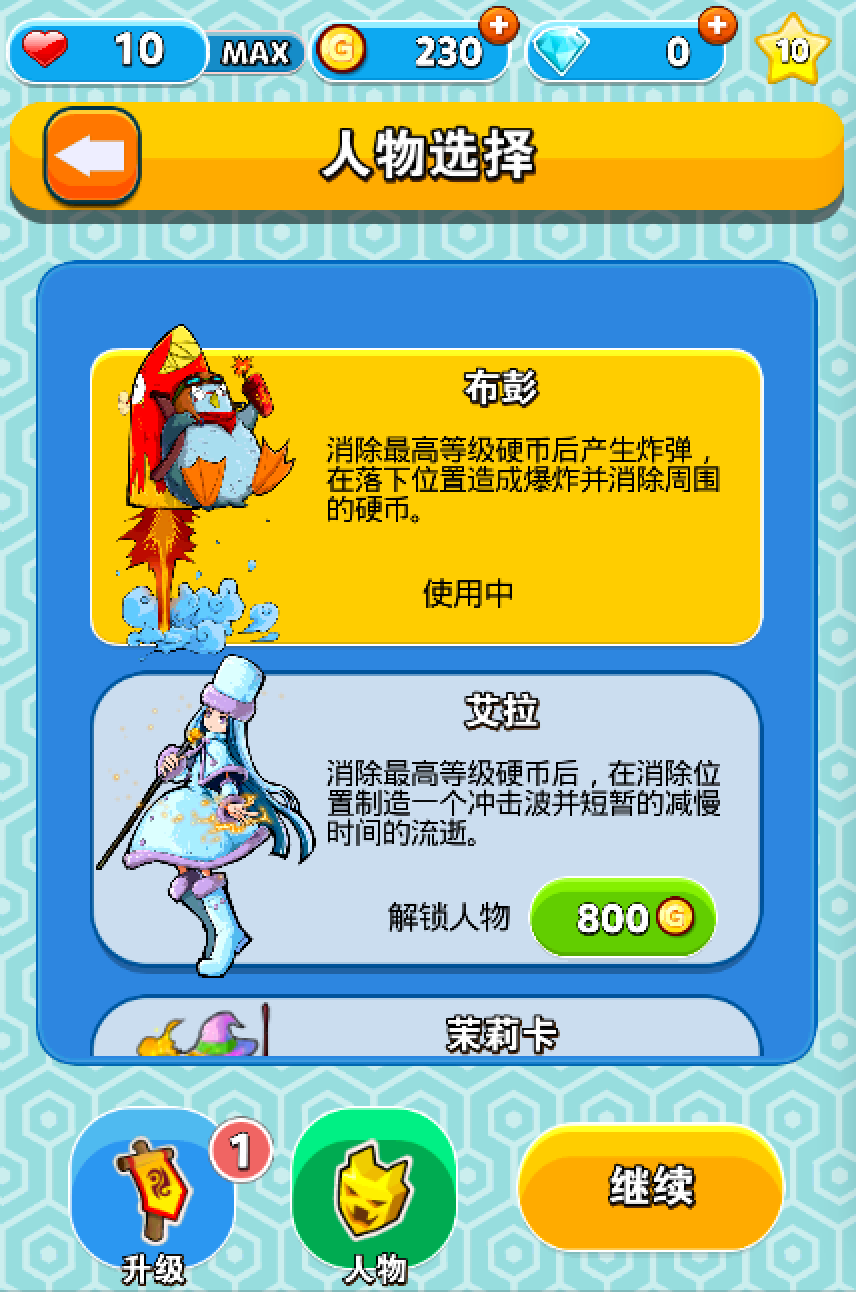 10 MAX 230 0 10
人物选择
布彭
消除最高等级硬币后产生炸弹，
在落下位置造成爆炸并消除周围
的硬币。
使用中
艾拉
消除最高等级硬币后，在消除位
置制造一个冲击波并短暂的减慢
时间的流逝。
解锁人物 800 G
茉莉卡
1
升级
人物
继续